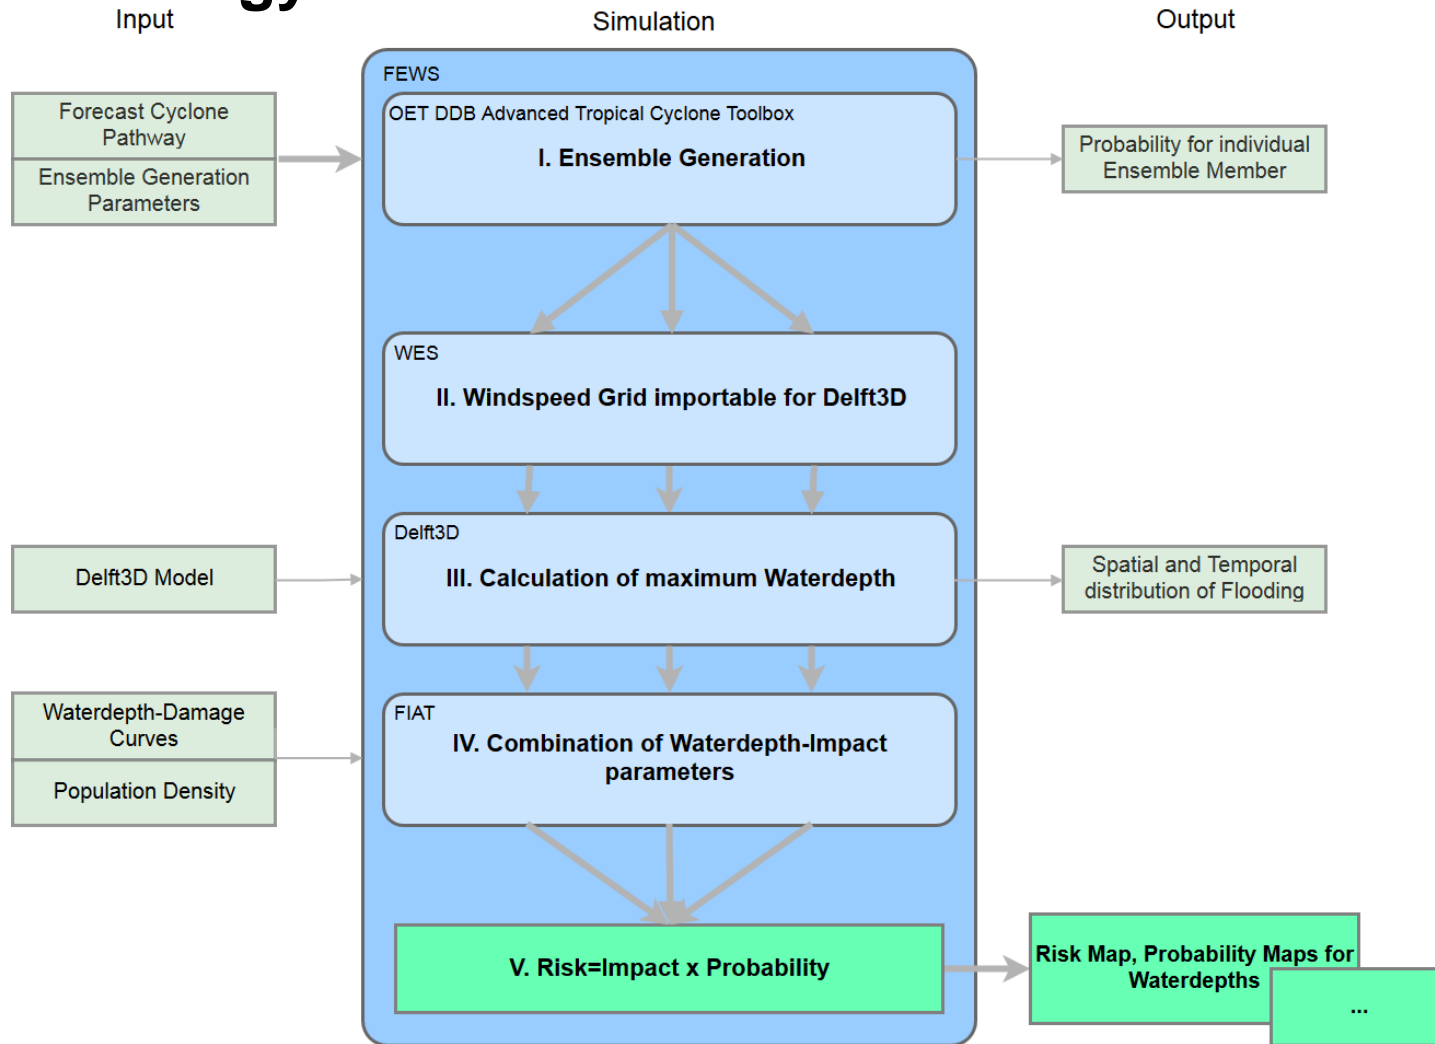 gy
Input
Simulation
Output
FEWS
Forecast Cyclone
Pathway
Ensemble Generation
Parameters
OET DDB Advanced Tropical Cyclone Toolbox
I. Ensemble Generation
Probability for individual
Ensemble Member
WES
II. Windspeed Grid importable for Delft3D
Delft3D Model
Delft3D
III. Calculation of maximum Waterdepth
Spatial and Temporal
distribution of Flooding
Waterdepth-Damage
Curves
Population Density
FIAT
IV. Combination of Waterdepth-Impact
parameters
V. Risk=Impact x Probability
Risk Map, Probability Maps for
Waterdepths
...